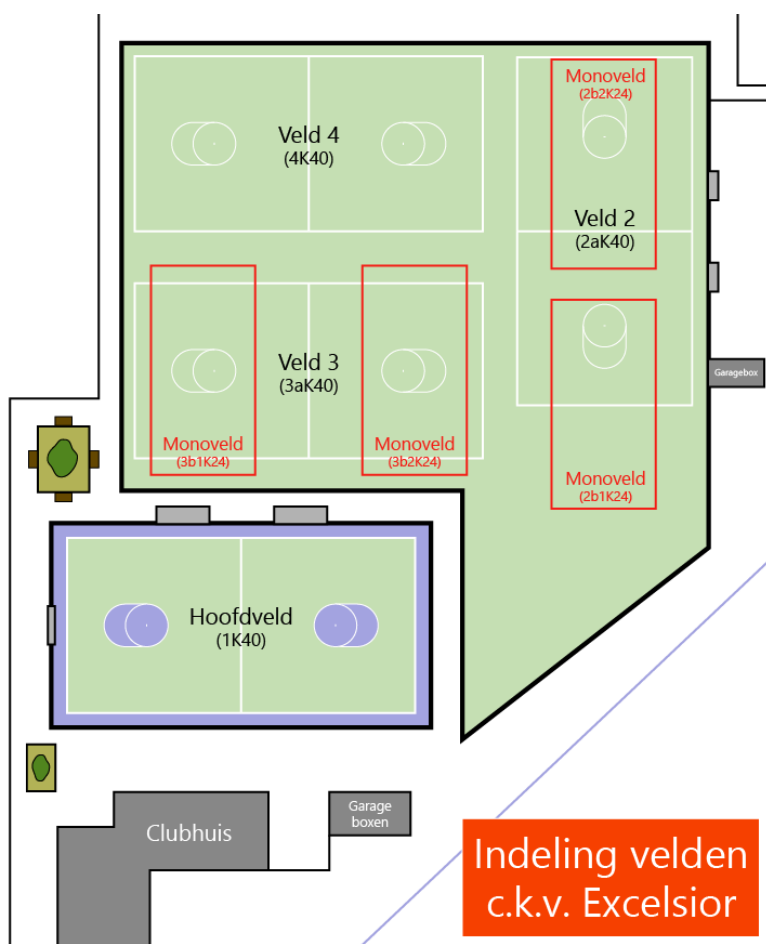 Monoveld
(2b2K24)
Veld 4
(4K40)
Veld 2
(2aK40)
Veld 3
(3aK40)
Garagebox
Monoveld
(3b1K24)
Monoveld
(3b2K24)
Monoveld
(2b1K24)
Hoofdveld
(1K40)
Clubhuis
Garage
boxen
Indeling velden
c.k.v. Excelsior